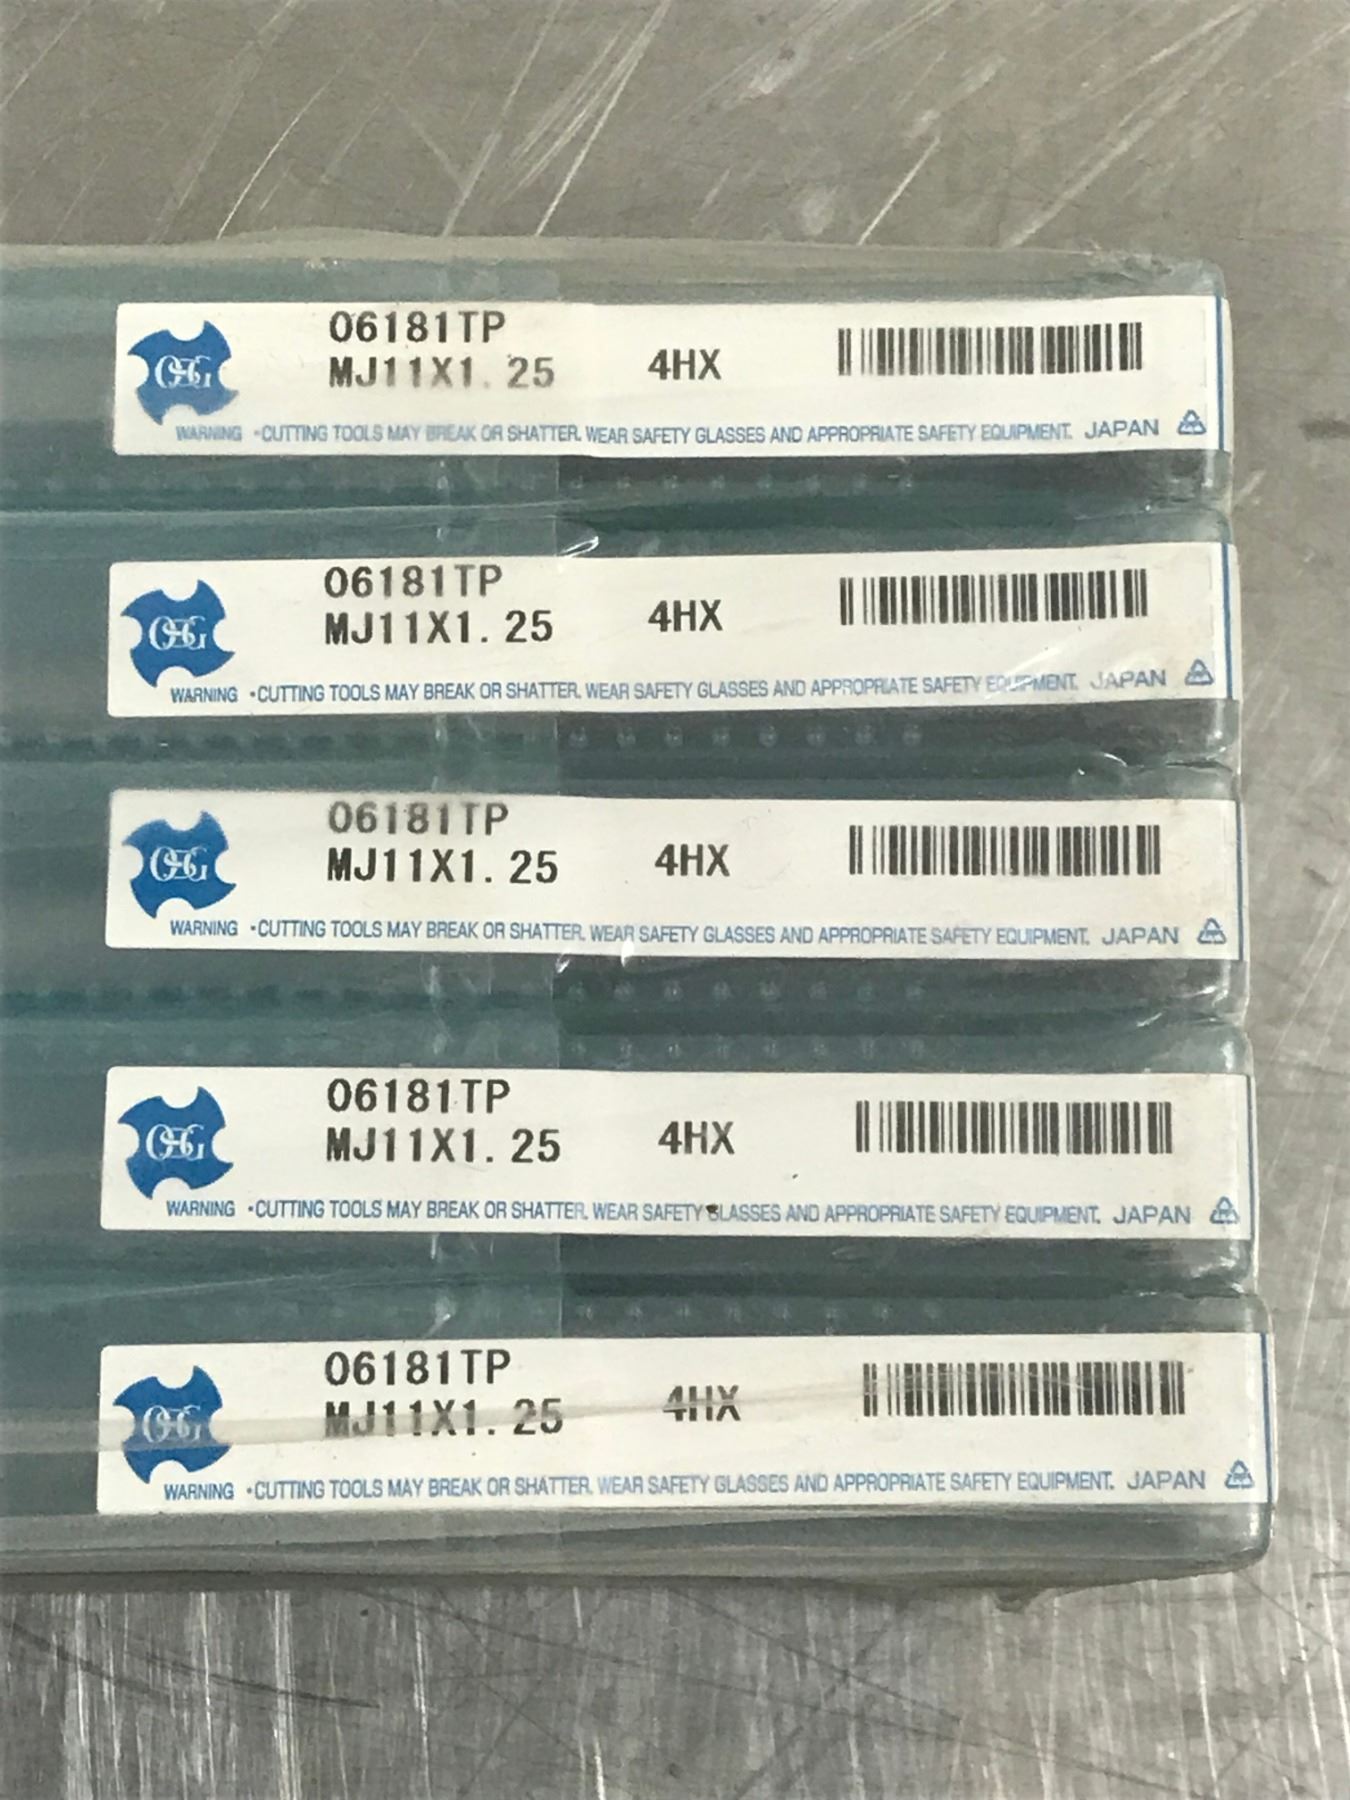 06181TP
MJ11X1.25 4HX
OSG
WARNING •CUTTING TOOLS MAY BREAK OR SHATTER. WEAR SAFETY GLASSES AND APPROPRIATE SAFETY EQUIPMENT. JAPAN
06181TP
MJ11X1.25 4HX
OSG
WARNING •CUTTING TOOLS MAY BREAK OR SHATTER. WEAR SAFETY GLASSES AND APPROPRIATE SAFETY EQUIPMENT. JAPAN
06181TP
MJ11X1.25 4HX
OSG
WARNING •CUTTING TOOLS MAY BREAK OR SHATTER. WEAR SAFETY GLASSES AND APPROPRIATE SAFETY EQUIPMENT. JAPAN
06181TP
MJ11X1.25 4HX
OSG
WARNING •CUTTING TOOLS MAY BREAK OR SHATTER. WEAR SAFETY GLASSES AND APPROPRIATE SAFETY EQUIPMENT. JAPAN
06181TP
MJ11X1.25 4HX
OSG
WARNING •CUTTING TOOLS MAY BREAK OR SHATTER. WEAR SAFETY GLASSES AND APPROPRIATE SAFETY EQUIPMENT. JAPAN